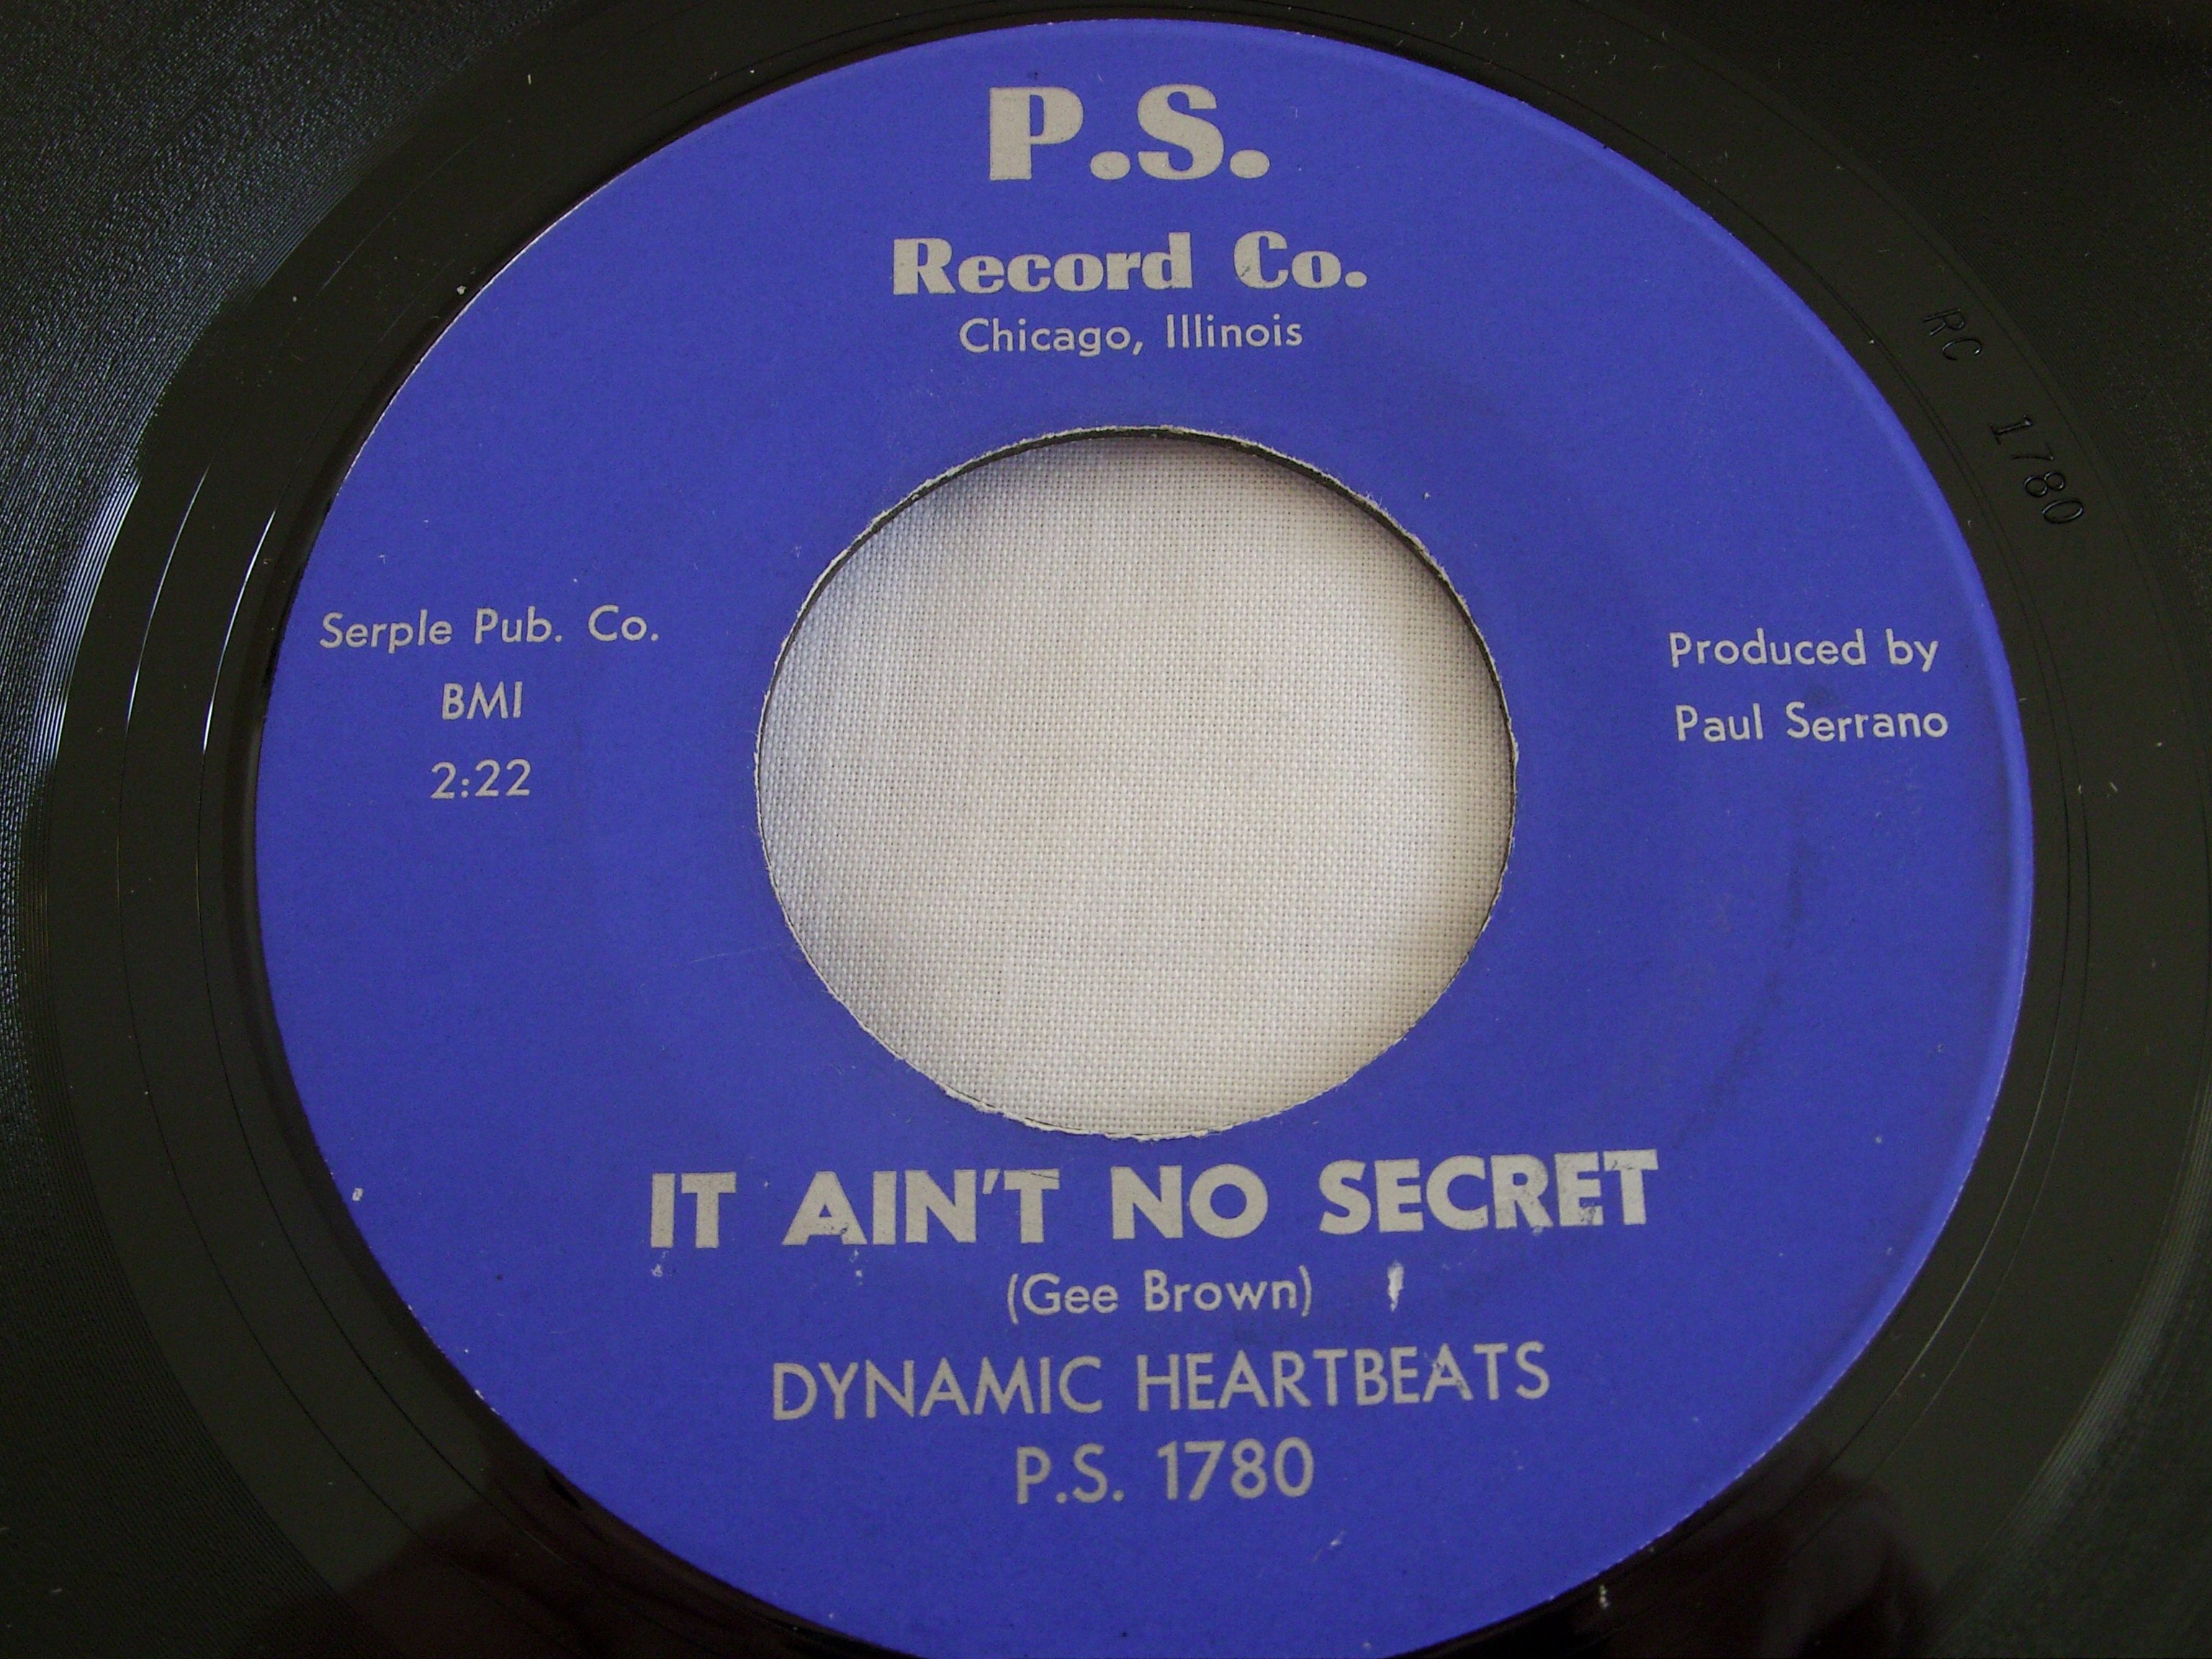 P.S.
Record Co.
Chicago, Illinois
RC 1780
Serple Pub. Co.
BMI
2:22
Produced by
Paul Serrano
IT AIN'T NO SECRET
(Gee Brown)
DYNAMIC HEARTBEATS
P.S. 1780